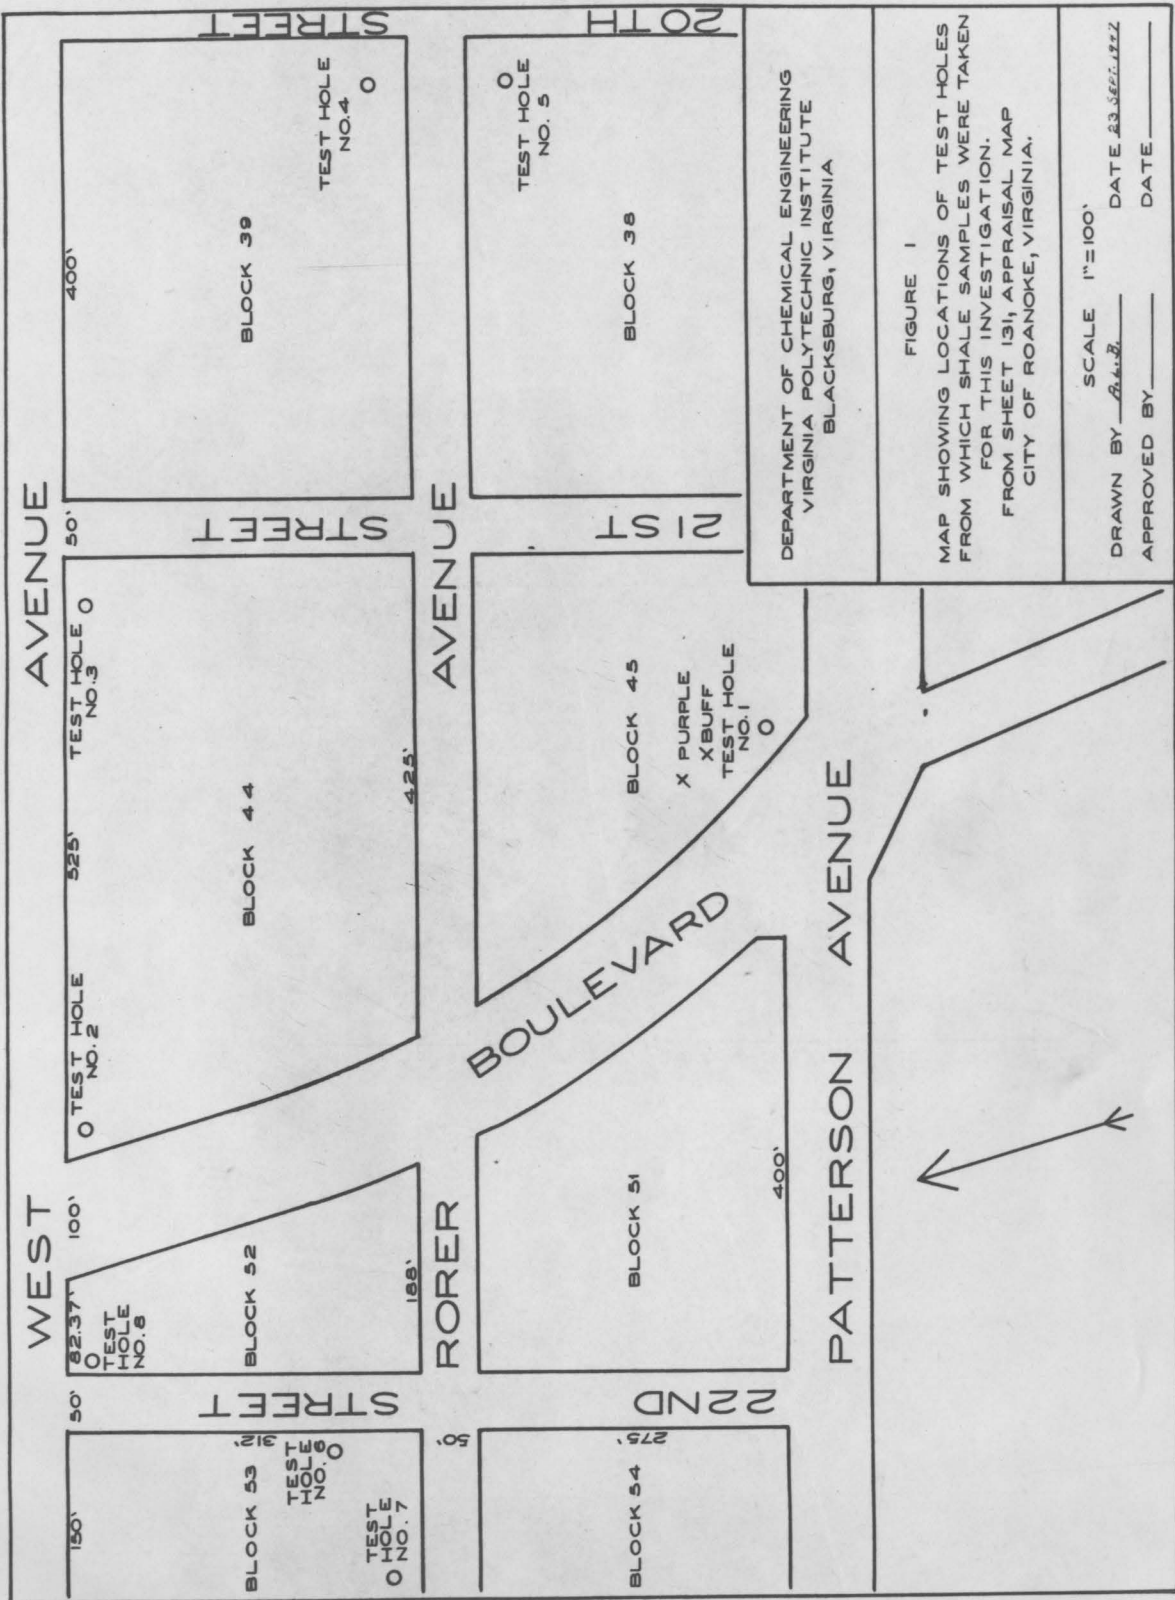 WEST AVENUE
150'
50'
82.37'
100'
525'
50'
400'
TEST
HOLE
NO.8
TEST HOLE
NO. 2
TEST HOLE
NO.3
BLOCK 53
312'
TEST
HOLE
NO.6
TEST
HOLE
NO.7
22ND STREET
BLOCK 52
188'
BLOCK 44
425'
21ST STREET
BLOCK 39
TEST HOLE
NO.4
20TH STREET
RORER AVENUE
50'
BLOCK 54
275'
BLOCK 51
400'
BOULEVARD
BLOCK 45
X PURPLE
X BUFF
TEST HOLE
NO.1
BLOCK 38
TEST HOLE
NO. 5
PATTERSON AVENUE
DEPARTMENT OF CHEMICAL ENGINEERING
VIRGINIA POLYTECHNIC INSTITUTE
BLACKSBURG, VIRGINIA
FIGURE 1
MAP SHOWING LOCATIONS OF TEST HOLES
FROM WHICH SHALE SAMPLES WERE TAKEN
FOR THIS INVESTIGATION.
FROM SHEET 131, APPRAISAL MAP
CITY OF ROANOKE, VIRGINIA.
SCALE 1"=100'
DRAWN BY DATE 23 SEPT. 1947
APPROVED BY DATE